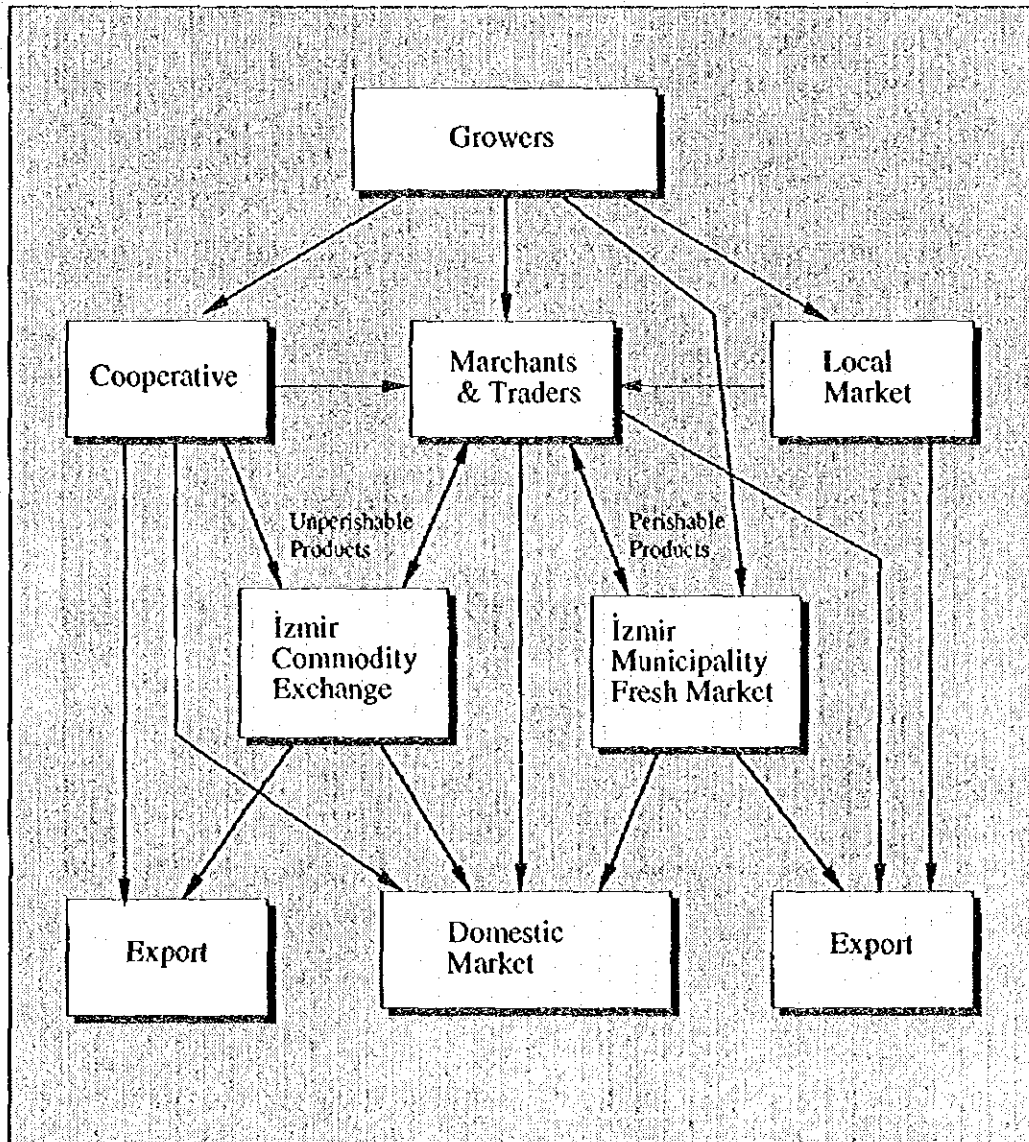 Growers
Cooperative
Marchants
& Traders
Local
Market
Unperishable
Products
Perishable
Products
İzmir
Commodity
Exchange
İzmir
Municipality
Fresh Market
Export
Domestic
Market
Export